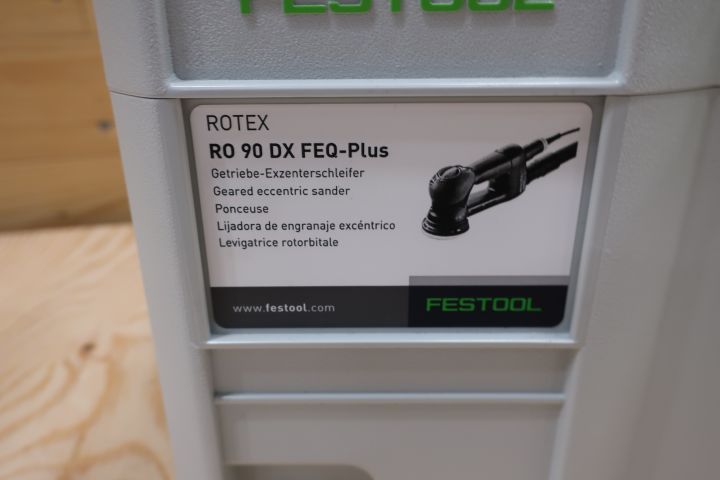 FESTOOL
ROTEX
RO 90 DX FEQ-Plus
Getriebe-Exzenterschleifer
Geared eccentric sander
Ponceuse
Lijadora de engranaje excéntrico
Levigatrice rotorbitale
www.festool.com
FESTOOL